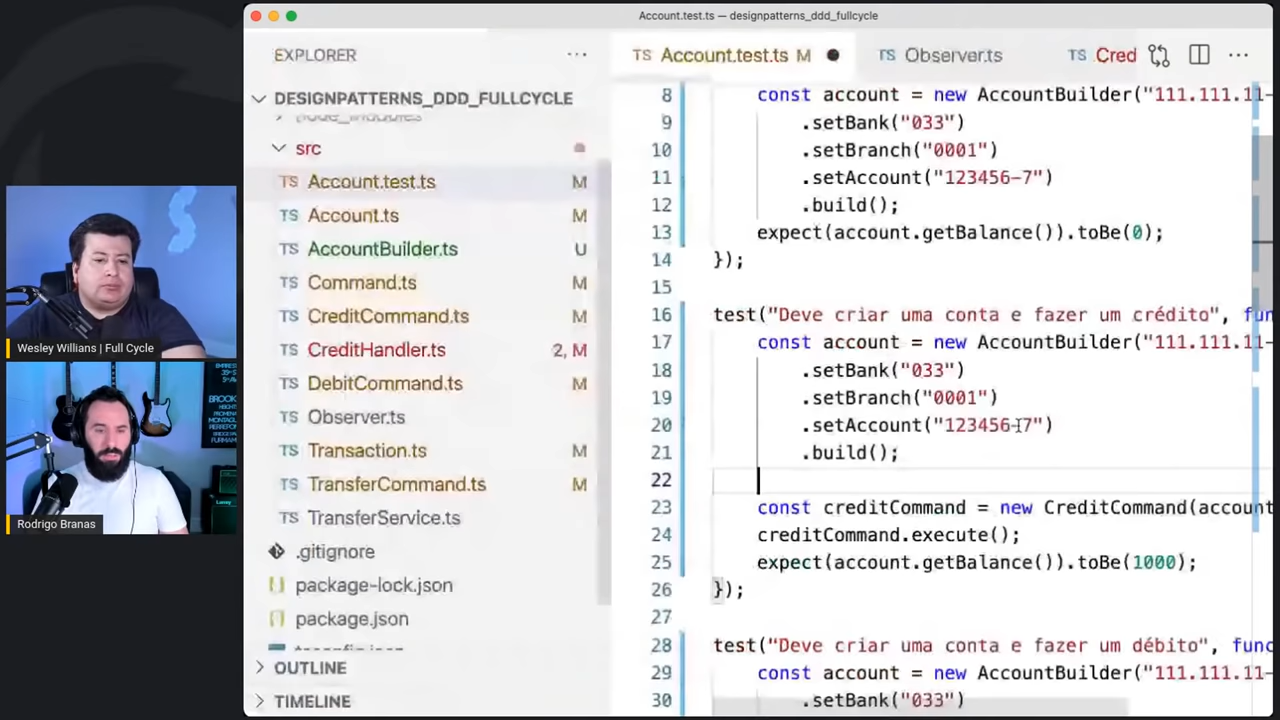 Account.test.ts — designpatterns_ddd_fullcycle
EXPLORER
DESIGNPATTERNS_DDD_FULLCYCLE
src
TS Account.test.ts M
TS Account.ts M
TS AccountBuilder.ts U
TS Command.ts M
TS CreditCommand.ts M
TS CreditHandler.ts 2, M
TS DebitCommand.ts M
TS Observer.ts
TS Transaction.ts M
TS TransferCommand.ts M
TS TransferService.ts
.gitignore
package-lock.json
package.json
OUTLINE
TIMELINE
TS Account.test.ts M
TS Observer.ts
TS Cred
8 const account = new AccountBuilder("111.111.11-
9 .setBank("033")
10 .setBranch("0001")
11 .setAccount("123456-7")
12 .build();
13 expect(account.getBalance()).toBe(0);
14 });
15
16 test("Deve criar uma conta e fazer um crédito", fun
17 const account = new AccountBuilder("111.111.11-
18 .setBank("033")
19 .setBranch("0001")
20 .setAccount("123456-7")
21 .build();
22
23 const creditCommand = new CreditCommand(account
24 creditCommand.execute();
25 expect(account.getBalance()).toBe(1000);
26 });
27
28 test("Deve criar uma conta e fazer um débito", func
29 const account = new AccountBuilder("111.111.11-
30 .setBank("033")
Wesley Willians | Full Cycle
BROOK
Rodrigo Branas